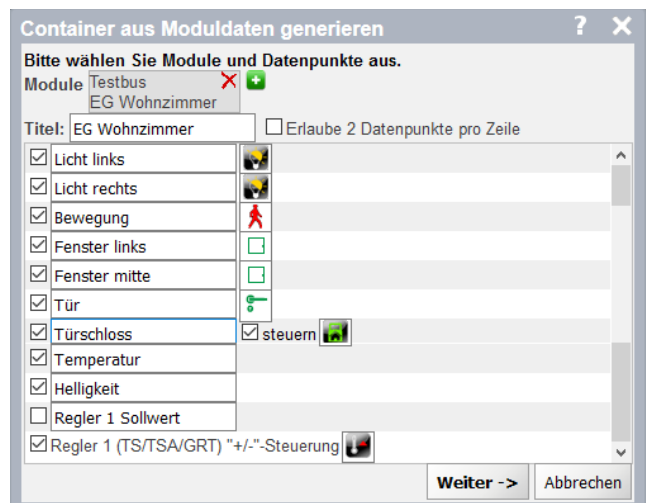 Container aus Moduldaten generieren ? X
Bitte wählen Sie Module und Datenpunkte aus.
Module Testbus
EG Wohnzimmer
Titel: EG Wohnzimmer Erlaube 2 Datenpunkte pro Zeile
Licht links
Licht rechts
Bewegung
Fenster links
Fenster mitte
Tür
Türschloss steuern
Temperatur
Helligkeit
Regler 1 Sollwert
Regler 1 (TS/TSA/GRT) "+/-"-Steuerung
Weiter -> Abbrechen